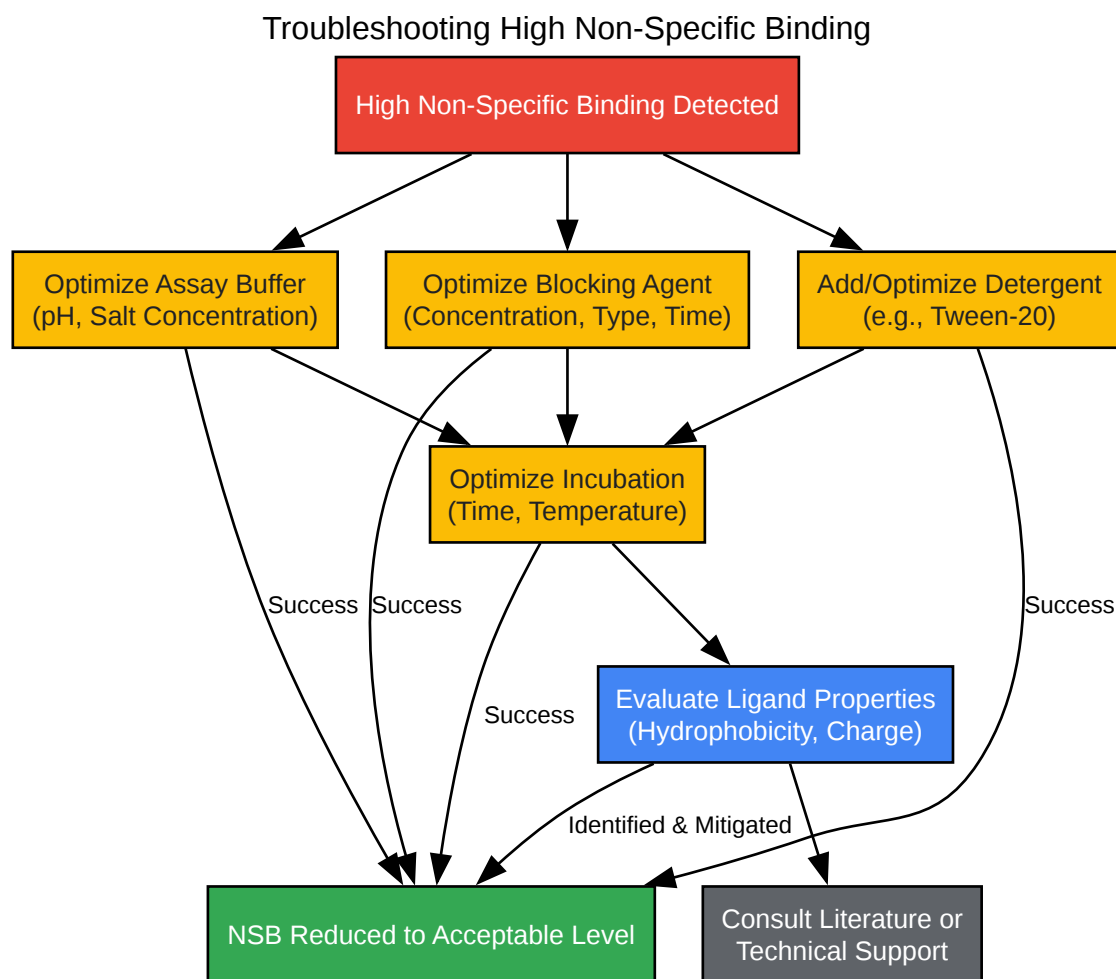 Troubleshooting High Non-Specific Binding
High Non-Specific Binding Detected
Optimize Assay Buffer
(pH, Salt Concentration)
Optimize Blocking Agent
(Concentration, Type, Time)
Add/Optimize Detergent
(e.g., Tween-20)
Optimize Incubation
(Time, Temperature)
Success
Success
Success
Success
Evaluate Ligand Properties
(Hydrophobicity, Charge)
Identified & Mitigated
NSB Reduced to Acceptable Level
Consult Literature or
Technical Support